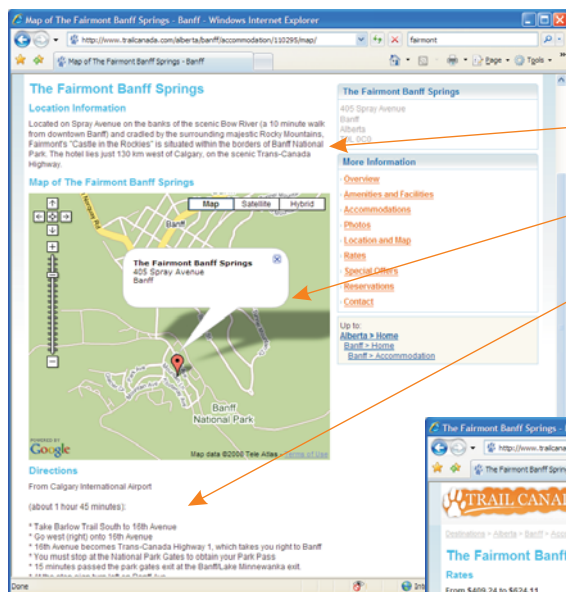 Map of The Fairmont Banff Springs - Banff - Windows Internet Explorer
http://www.trailcanada.com/alberta/banff/accommodation/110295/map/
fairmont
Map of The Fairmont Banff Springs - Banff
Page
Tools
The Fairmont Banff Springs
Location Information
Located on Spray Avenue on the banks of the scenic Bow River (a 10 minute walk
from downtown Banff) and cradled by the surrounding majestic Rocky Mountains,
Fairmont's "Castle in the Rockies" is situated within the borders of Banff National
Park. The hotel lies just 130 km west of Calgary, on the scenic Trans-Canada
Highway.
Map of The Fairmont Banff Springs
Map
Satellite
Hybrid
Banff
The Fairmont Banff Springs
405 Spray Avenue
Banff
Banff
National Park
POWERED BY
Google
Map data ©2008 Tele Atlas - Terms of Use
Directions
From Calgary International Airport
(about 1 hour 45 minutes):
* Take Barlow Trail South to 16th Avenue
* Go west (right) onto 16th Avenue
* 16th Avenue becomes Trans-Canada Highway 1, which takes you right to Banff
* You must stop at the National Park Gates to obtain your Park Pass
* 15 minutes passed the park gates exit at the Banff/Lake Minnewanka exit.
Done
The Fairmont Banff Springs
405 Spray Avenue
Banff
Alberta
0C0
More Information
Overview
Amenities and Facilities
Accommodations
Photos
Location and Map
Rates
Special Offers
Reservations
Contact
Up to:
Alberta > Home
Banff > Home
Banff > Accommodation
The Fairmont Banff Springs -
http://www.trailcana
The Fairmont Banff Sprin
TRAIL CANA
Destinations > Alberta > Banff > Acco
The Fairmont Banff
Rates
From $409.24 to $624.11